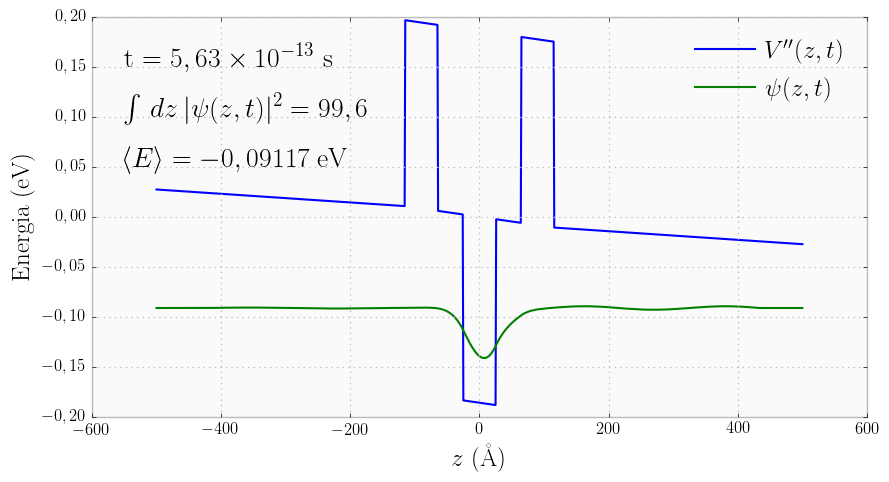 t = 5,63 × 10⁻¹³ s
∫ dz |ψ(z,t)|² = 99,6
⟨E⟩ = −0,09117 eV
V''(z,t)
ψ(z,t)
Energia (eV)
0,20
0,15
0,10
0,05
0,00
−0,05
−0,10
−0,15
−0,20
−600
−400
−200
0
200
400
600
z (Å)